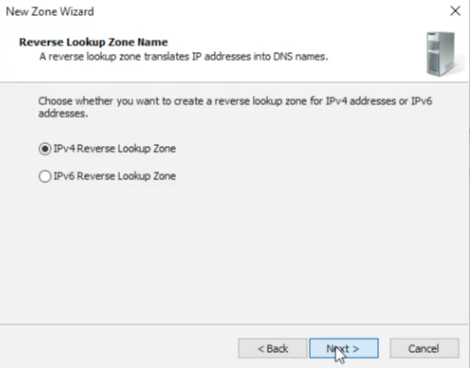 New Zone Wizard
Reverse Lookup Zone Name
A reverse lookup zone translates IP addresses into DNS names.
Choose whether you want to create a reverse lookup zone for IPv4 addresses or IPv6
addresses.
IPv4 Reverse Lookup Zone
IPv6 Reverse Lookup Zone
< Back Next > Cancel